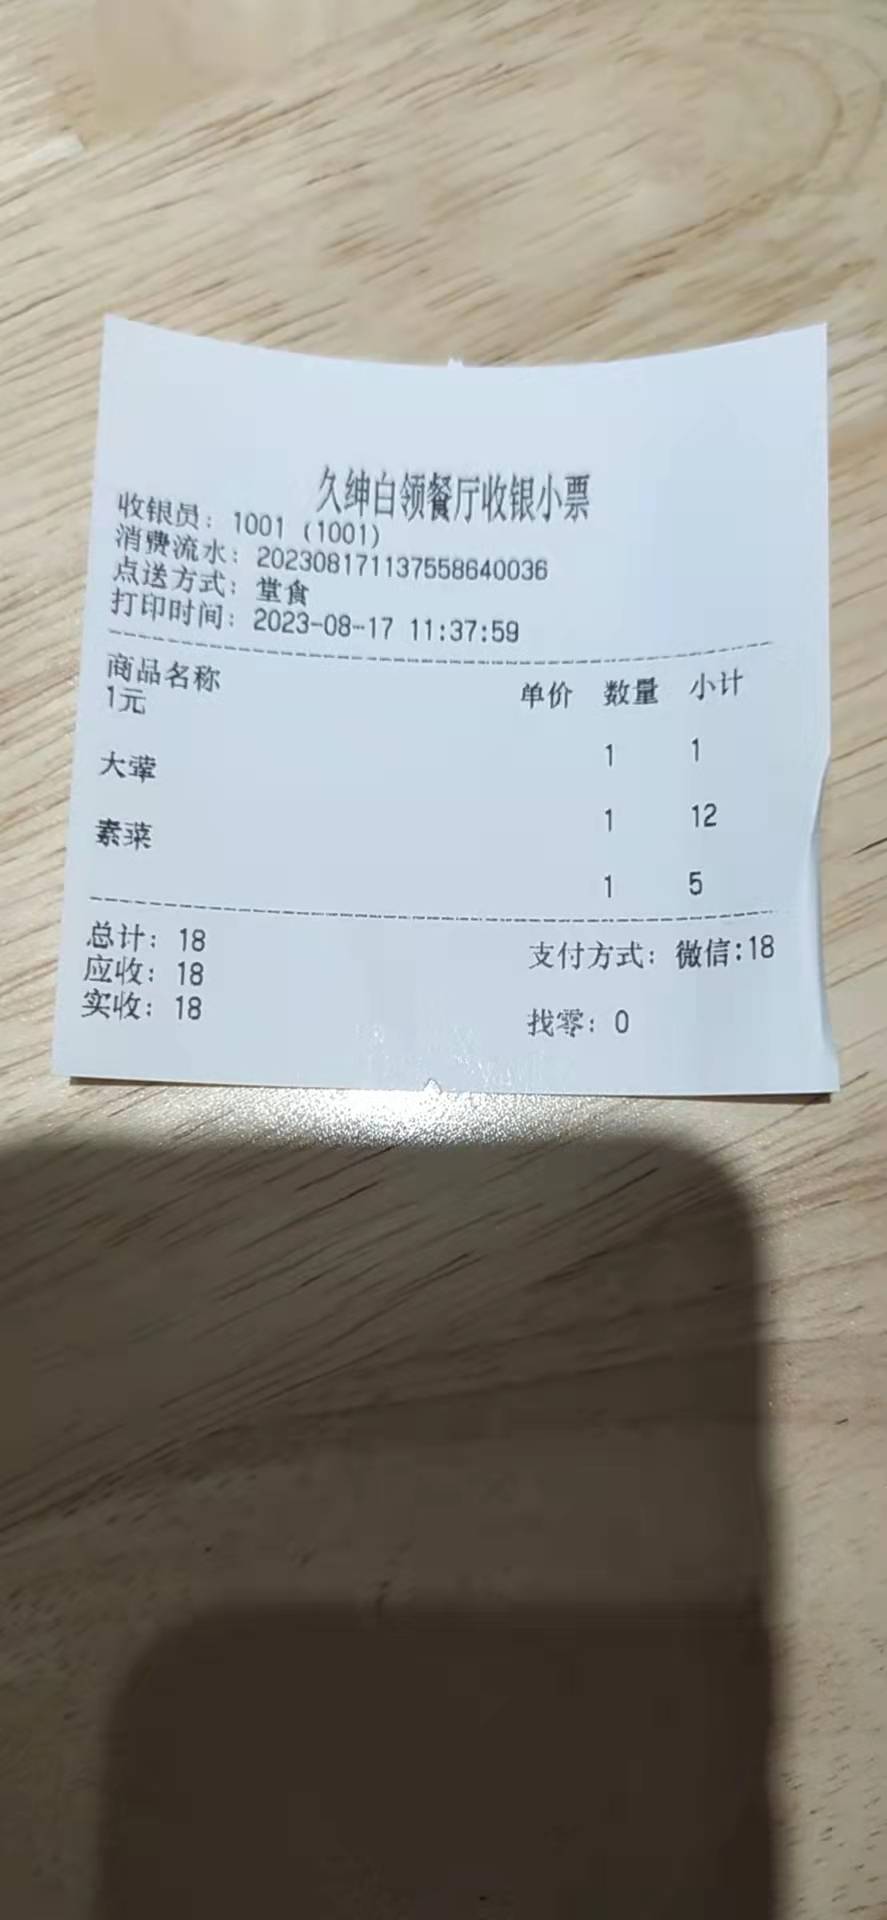 久绅白领餐厅收银小票
收银员：1001 (1001)
消费流水：202308171137558640036
点送方式：堂食
打印时间：2023-08-17 11:37:59
商品名称 单价 数量 小计
1元
1 1
大荤
1 12
素菜
1 5
总计：18 支付方式：微信:18
应收：18
实收：18 找零：0